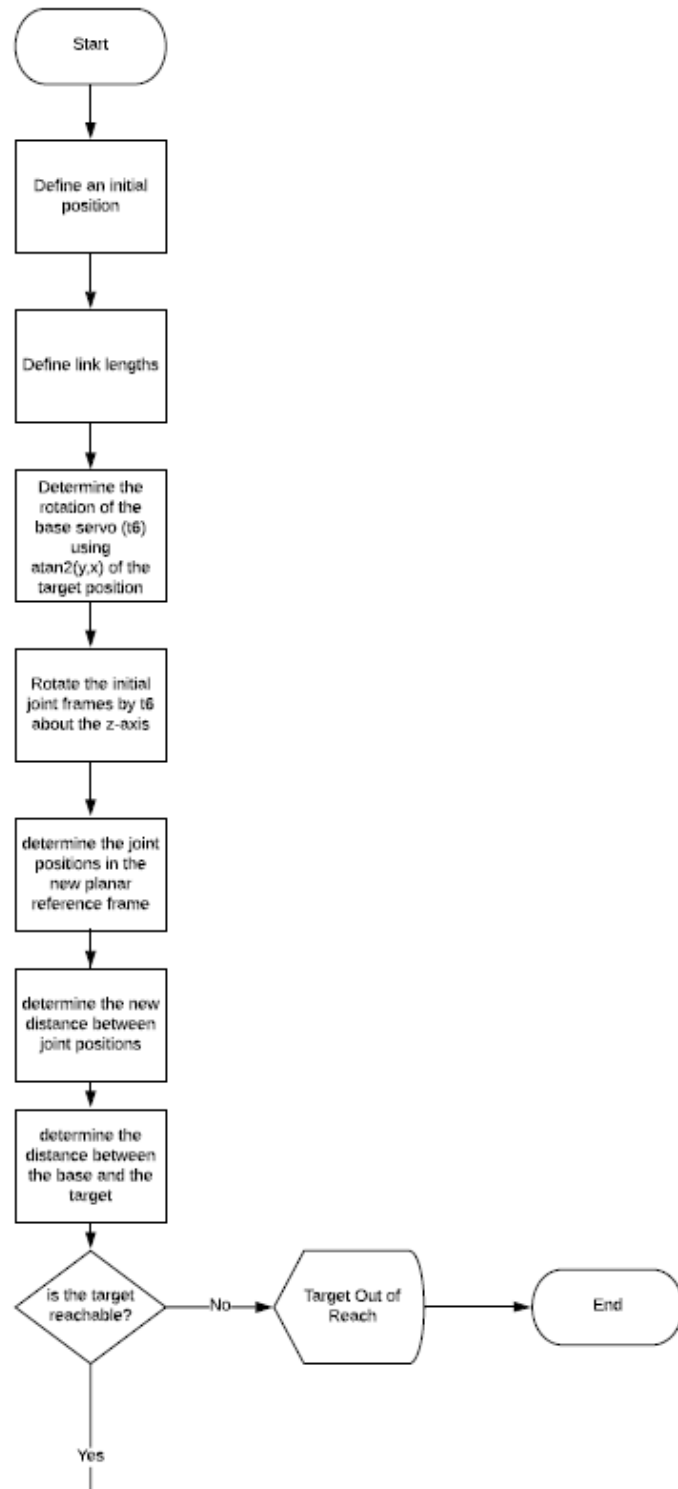 Start
Define an initial
position
Define link lengths
Determine the
rotation of the
base servo (t6)
using
atan2(y,x) of the
target position
Rotate the initial
joint frames by t6
about the z-axis
determine the joint
positions in the
new planar
reference frame
determine the new
distance between
joint positions
determine the
distance between
the base and the
target
is the target
reachable?
No
Target Out of
Reach
End
Yes